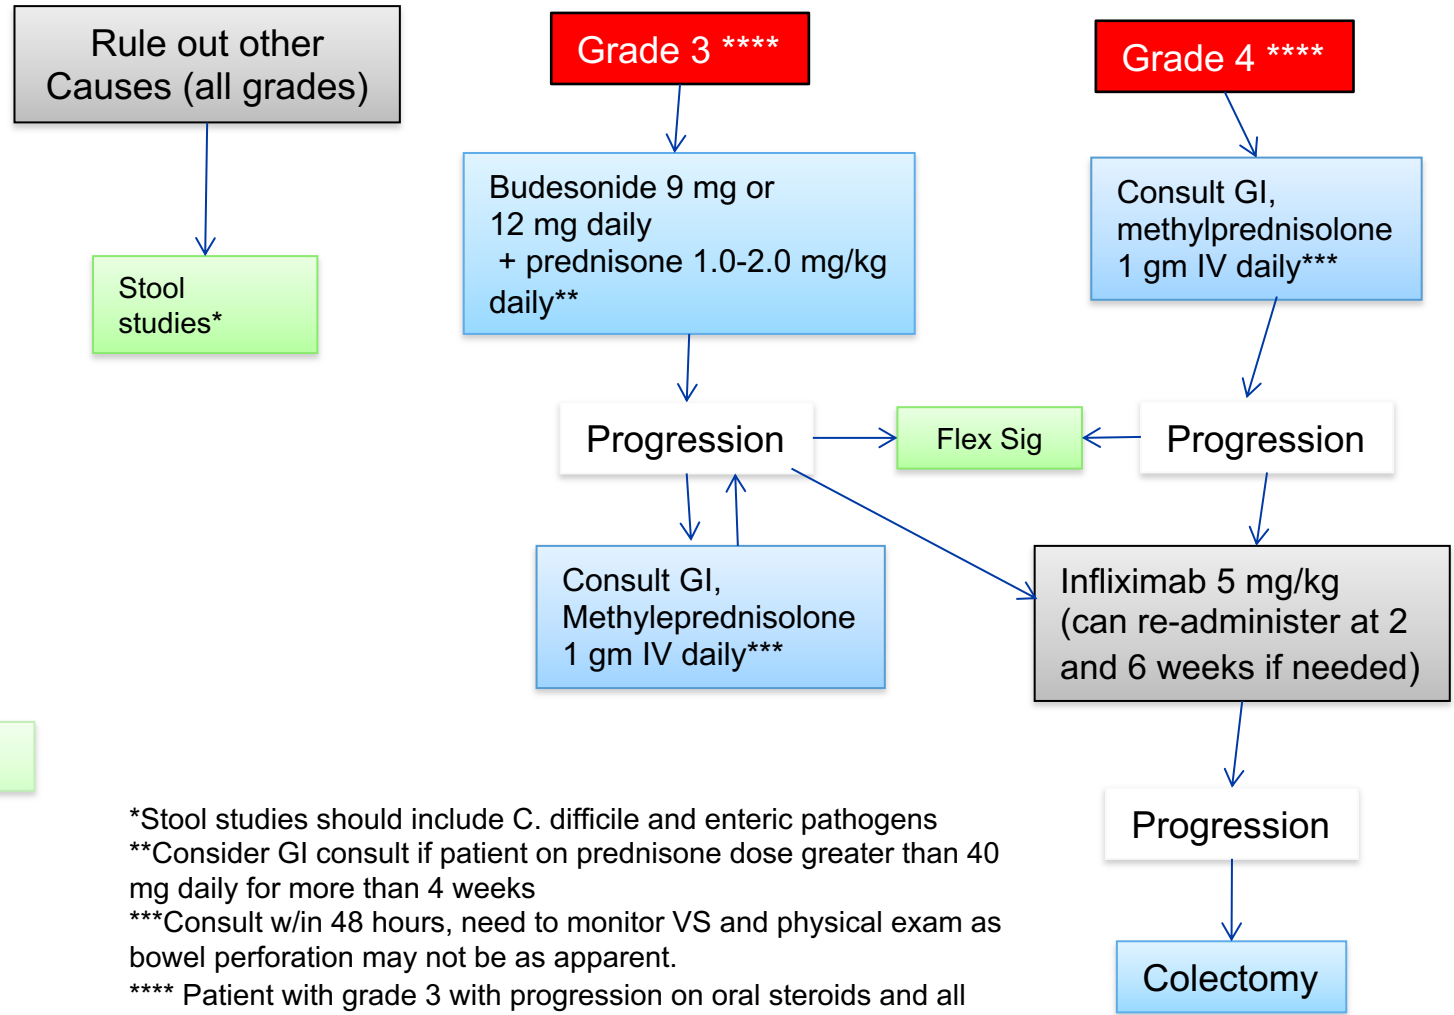 Rule out other
Causes (all grades)
Stool
studies*
Grade 3 ****
Budesonide 9 mg or
12 mg daily
+ prednisone 1.0-2.0 mg/kg
daily**
Progression
Consult GI,
Methyleprednisolone
1 gm IV daily***
Flex Sig
Grade 4 ****
Consult GI,
methylprednisolone
1 gm IV daily***
Progression
Infliximab 5 mg/kg
(can re-administer at 2
and 6 weeks if needed)
Progression
Colectomy
*Stool studies should include C. difficile and enteric pathogens
**Consider GI consult if patient on prednisone dose greater than 40
mg daily for more than 4 weeks
***Consult w/in 48 hours, need to monitor VS and physical exam as
bowel perforation may not be as apparent.
**** Patient with grade 3 with progression on oral steroids and all